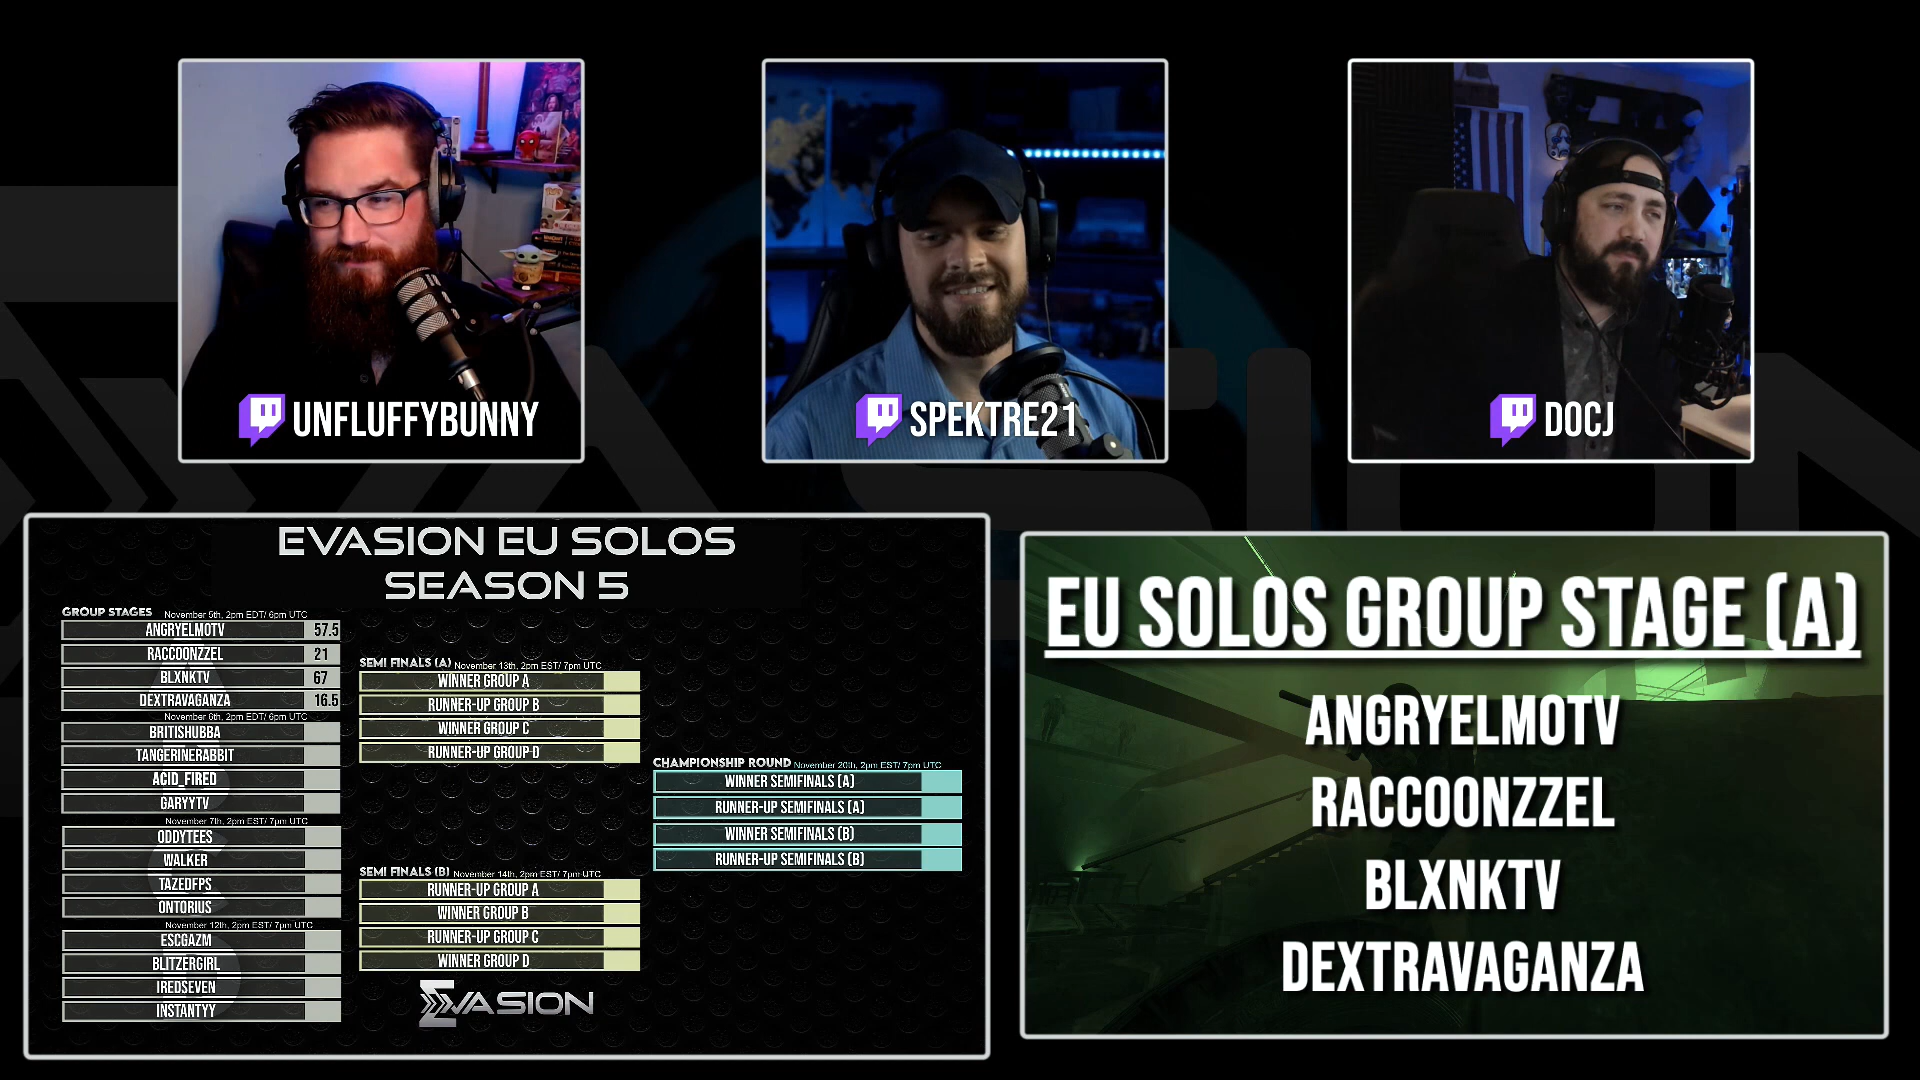 UNFLUFFYBUNNY
SPEKTRE21
DOCJ
EVASION EU SOLOS
SEASON 5
GROUP STAGES November 5th, 2pm EDT/ 6pm UTC
ANGRYELMOTV 57.5
RACCOONZZEL 21
BLXNKTV 67
DEXTRAVAGANZA 16.5
November 6th, 2pm EDT/ 6pm UTC
BRITISHUBBA
TANGERINERABBIT
ACID_FIRED
GARYYTV
November 7th, 2pm EST/ 7pm UTC
ODDYTEES
WALKER
TAZEDFPS
ONTORIUS
November 12th, 2pm EST/ 7pm UTC
ESCGAZM
BLITZERGIRL
IREDSEVEN
INSTANTYY
SEMI FINALS (A) November 13th, 2pm EST/ 7pm UTC
WINNER GROUP A
RUNNER-UP GROUP B
WINNER GROUP C
RUNNER-UP GROUP D
SEMI FINALS (B) November 14th, 2pm EST/ 7pm UTC
RUNNER-UP GROUP A
WINNER GROUP B
RUNNER-UP GROUP C
WINNER GROUP D
EVASION
CHAMPIONSHIP ROUND November 20th, 2pm EST/ 7pm UTC
WINNER SEMIFINALS (A)
RUNNER-UP SEMIFINALS (A)
WINNER SEMIFINALS (B)
RUNNER-UP SEMIFINALS (B)
EU SOLOS GROUP STAGE (A)
ANGRYELMOTV
RACCOONZZEL
BLXNKTV
DEXTRAVAGANZA